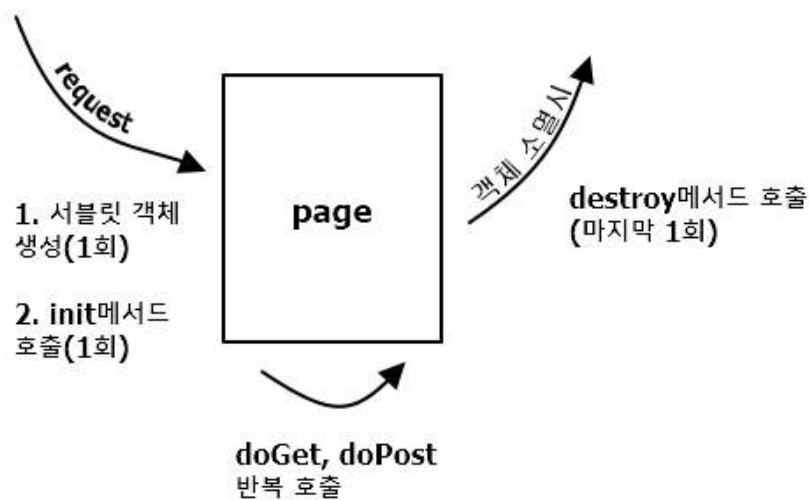 request
1. 서블릿 객체
생성(1회)
2. init메서드
호출(1회)
page
객체 소멸시
destroy메서드 호출
(마지막 1회)
doGet, doPost
반복 호출